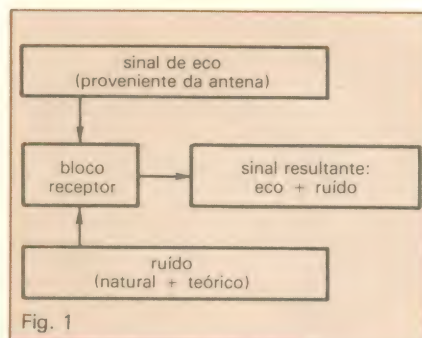 sinal de eco
(proveniente da antena)
bloco
receptor
sinal resultante:
eco + ruído
ruído
(natural + teórico)
Fig. 1